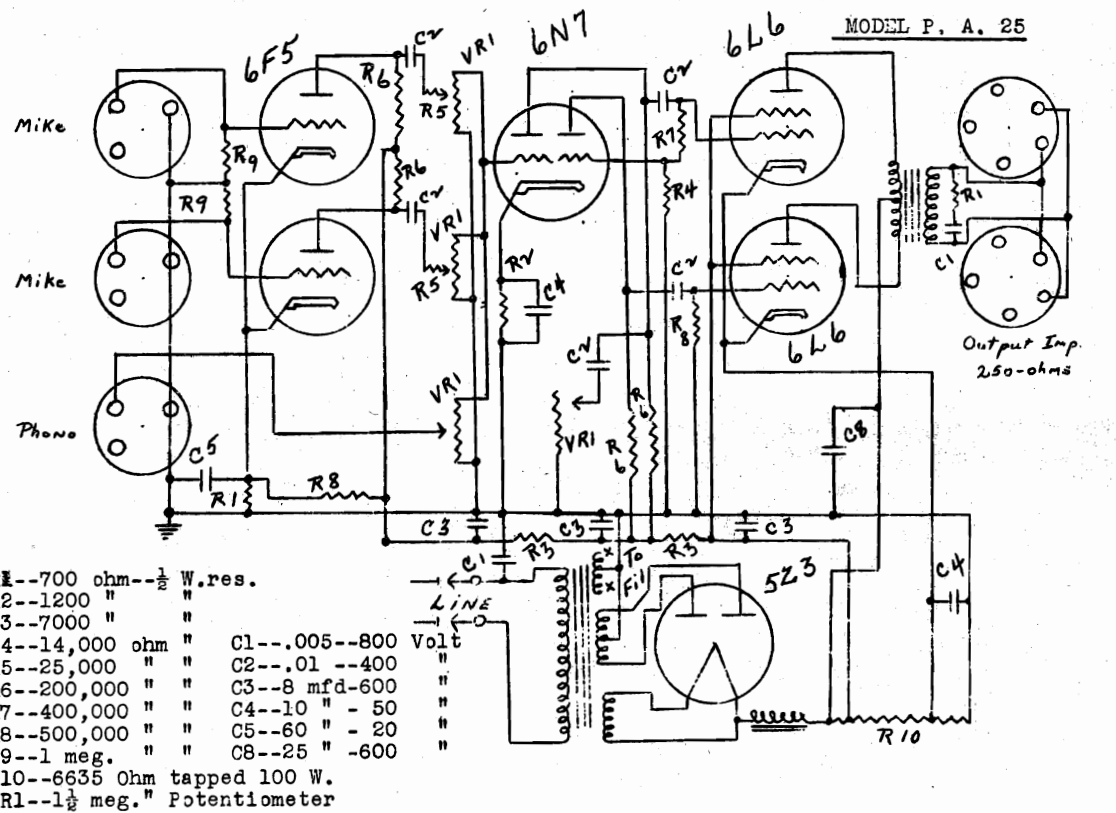 MODEL P. A. 25
6F5
6N7
6L6
C2
VR1
R6
R5
C2
R7
Mike
R9
R9
R6
C2
R4
R1
C1
VR1
R5
R2
C4
C2
R8
Mike
6L6
Output Imp.
250-ohms
C2
VR1
R6
R6
VR1
C8
Phono
C5
R1
R8
C3
C3
C3
R3
R3
C1
x
x
To
Fil
5Z3
C4
LINE
R10
1--700 ohm--½ W.res.
2--1200 " "
3--7000 " "
4--14,000 ohm " C1--.005--800 Volt
5--25,000 " " C2--.01 --400 "
6--200,000 " " C3--8 mfd-600 "
7--400,000 " " C4--10 " - 50 "
8--500,000 " " C5--60 " - 20 "
9--1 meg. " " C8--25 " -600 "
10--6635 Ohm tapped 100 W.
R1--1½ meg." Potentiometer